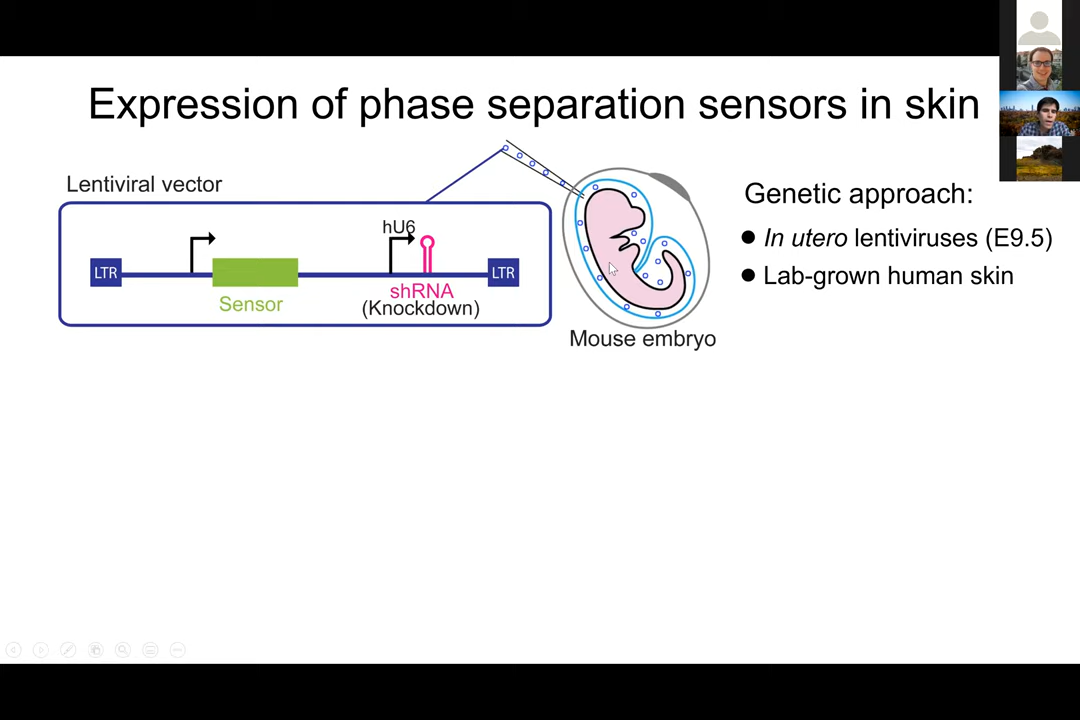 Expression of phase separation sensors in skin
Lentiviral vector
hU6
LTR
LTR
Sensor
shRNA
(Knockdown)
Mouse embryo
Genetic approach:
● In utero lentiviruses (E9.5)
● Lab-grown human skin